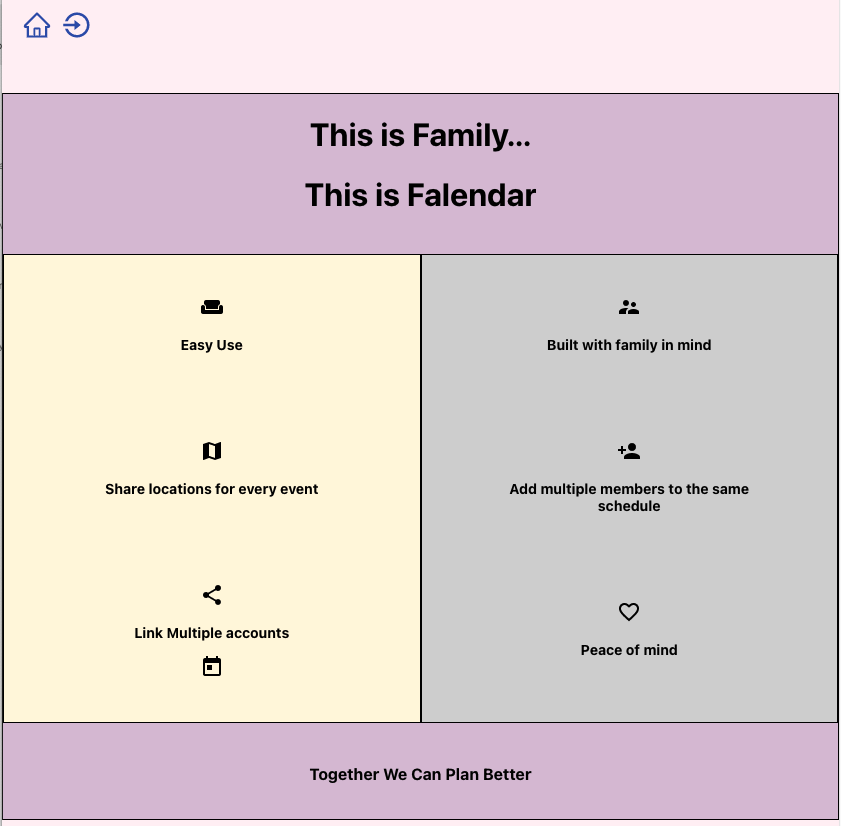 This is Family...
This is Falendar
Easy Use
Built with family in mind
Share locations for every event
Add multiple members to the same
schedule
Link Multiple accounts
Peace of mind
Together We Can Plan Better